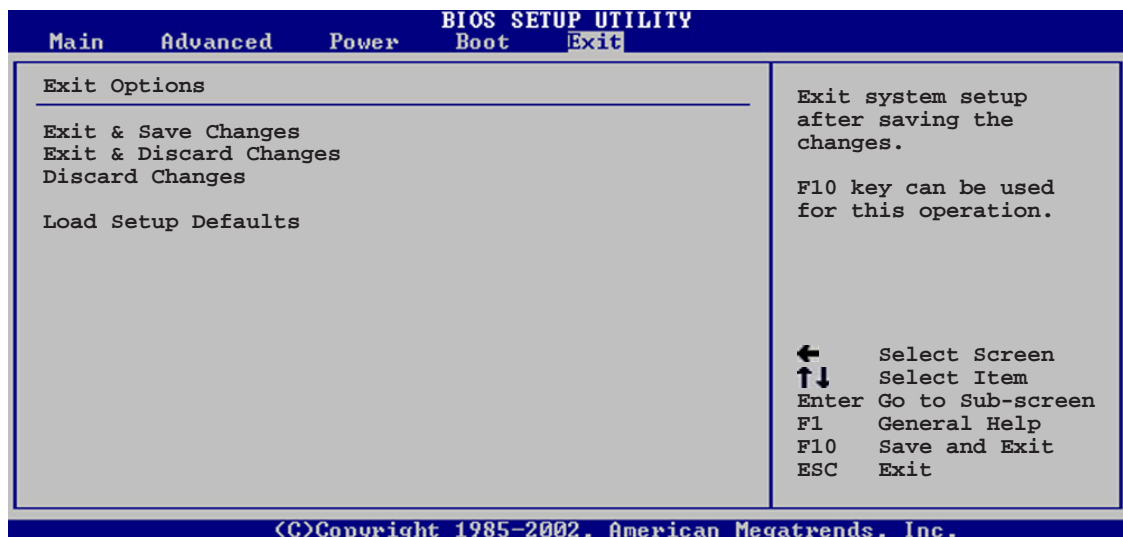 BIOS SETUP UTILITY
Main Advanced Power Boot Exit
Exit Options
Exit & Save Changes
Exit & Discard Changes
Discard Changes
Load Setup Defaults
Exit system setup
after saving the
changes.
F10 key can be used
for this operation.
← Select Screen
↑↓ Select Item
Enter Go to Sub-screen
F1 General Help
F10 Save and Exit
ESC Exit
(C)Copyright 1985-2002, American Megatrends, Inc.